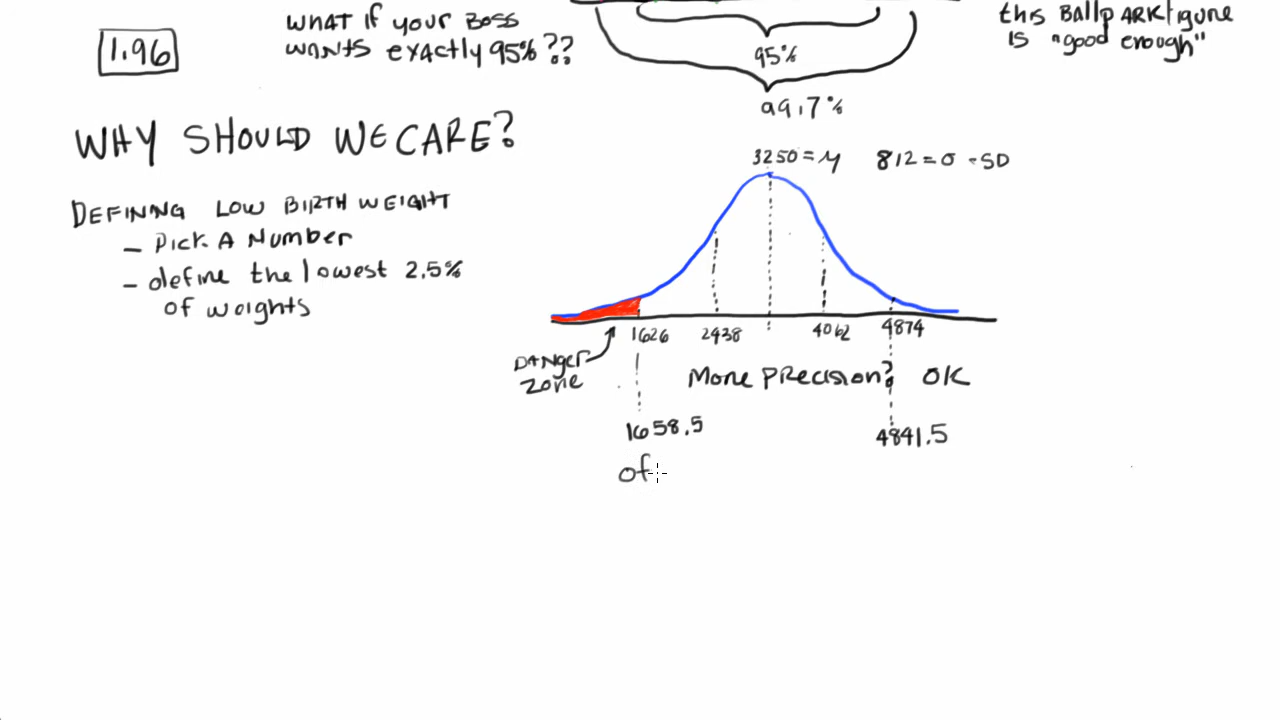 1.96
WHAT IF your BOSS
WANTS exactly 95%??
95%
99.7%
this BallpARK figure
IS "good enough"
WHY SHOULD WE CARE?
3250 = μ 812 = σ = SD
DEFINING LOW BIRTH WEIGHT
- Pick A Number
- define the lowest 2.5%
of weights
1626 2438 4062 4874
DANger
zone
More Precision? OK
1658.5 4841.5
of